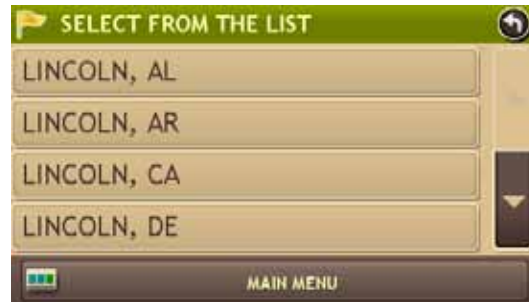 SELECT FROM THE LIST
LINCOLN, AL
LINCOLN, AR
LINCOLN, CA
LINCOLN, DE
MAIN MENU